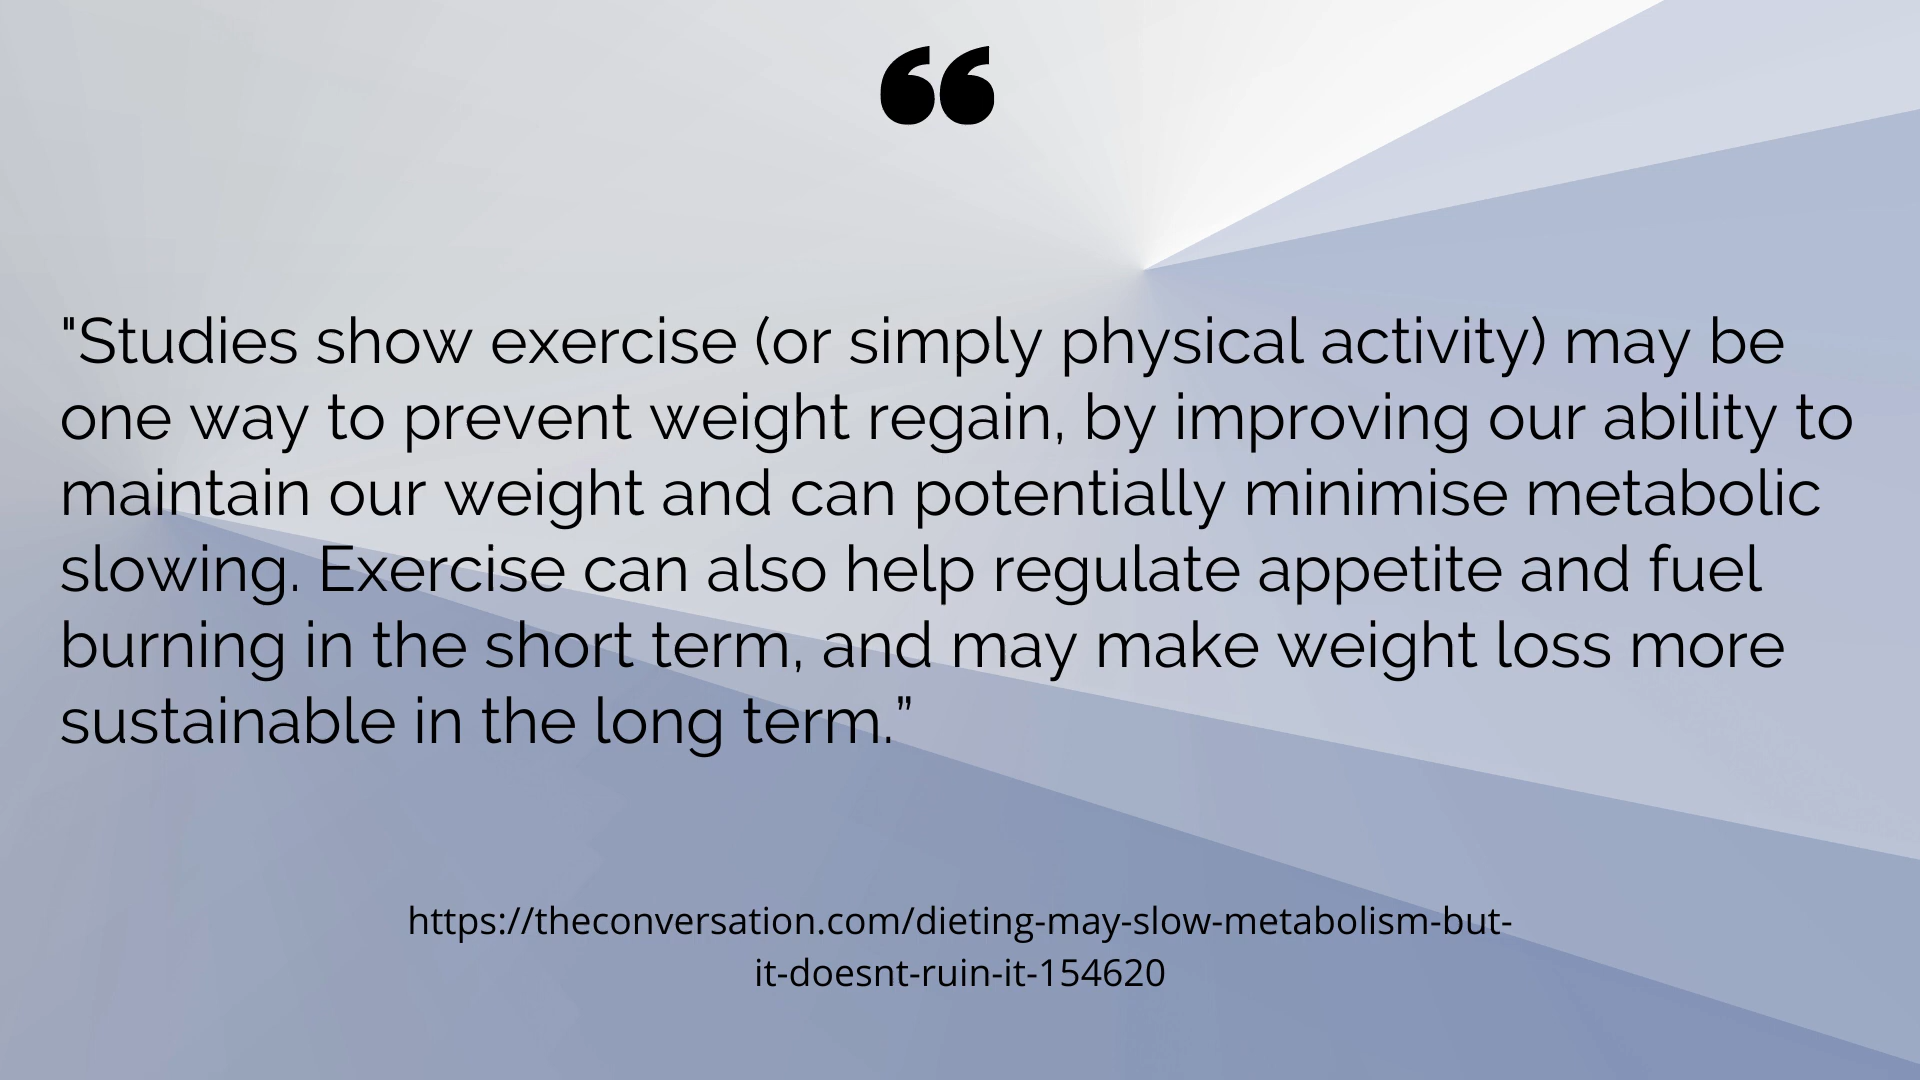 “
"Studies show exercise (or simply physical activity) may be
one way to prevent weight regain, by improving our ability to
maintain our weight and can potentially minimise metabolic
slowing. Exercise can also help regulate appetite and fuel
burning in the short term, and may make weight loss more
sustainable in the long term.”
https://theconversation.com/dieting-may-slow-metabolism-but-
it-doesnt-ruin-it-154620